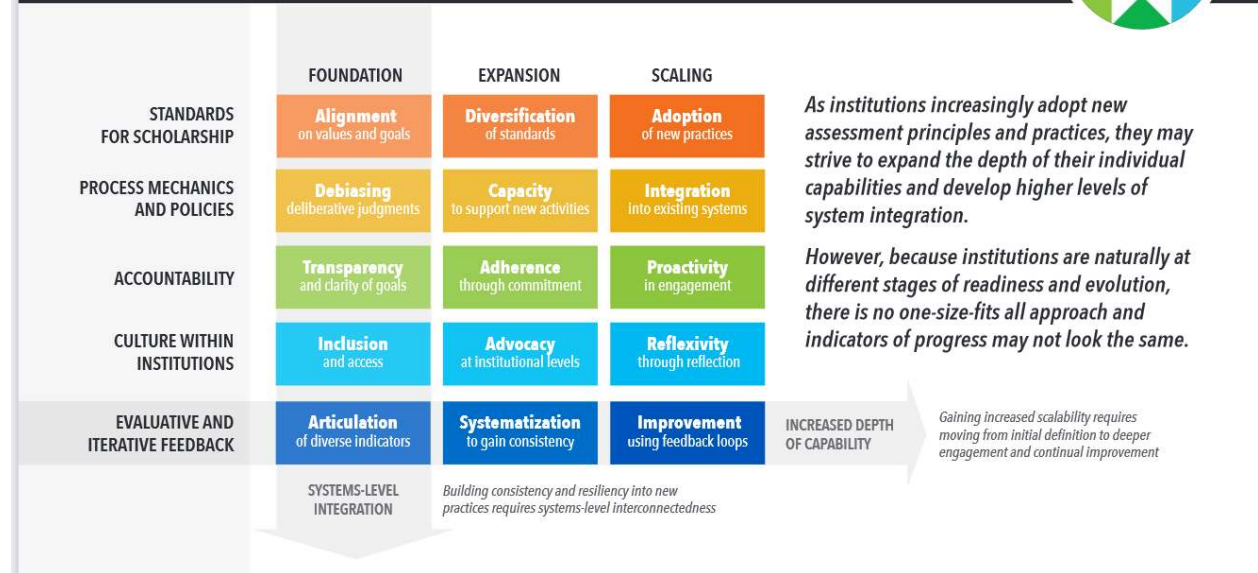 FOUNDATION
EXPANSION
SCALING
STANDARDS
FOR SCHOLARSHIP
Alignment
on values and goals
Diversification
of standards
Adoption
of new practices
PROCESS MECHANICS
AND POLICIES
Debiasing
deliberative judgments
Capacity
to support new activities
Integration
into existing systems
ACCOUNTABILITY
Transparency
and clarity of goals
Adherence
through commitment
Proactivity
in engagement
CULTURE WITHIN
INSTITUTIONS
Inclusion
and access
Advocacy
at institutional levels
Reflexivity
through reflection
EVALUATIVE AND
ITERATIVE FEEDBACK
Articulation
of diverse indicators
Systematization
to gain consistency
Improvement
using feedback loops
INCREASED DEPTH
OF CAPABILITY
Gaining increased scalability requires
moving from initial definition to deeper
engagement and continual improvement
SYSTEMS-LEVEL
INTEGRATION
Building consistency and resiliency into new
practices requires systems-level interconnectedness
As institutions increasingly adopt new
assessment principles and practices, they may
strive to expand the depth of their individual
capabilities and develop higher levels of
system integration.
However, because institutions are naturally at
different stages of readiness and evolution,
there is no one-size-fits all approach and
indicators of progress may not look the same.